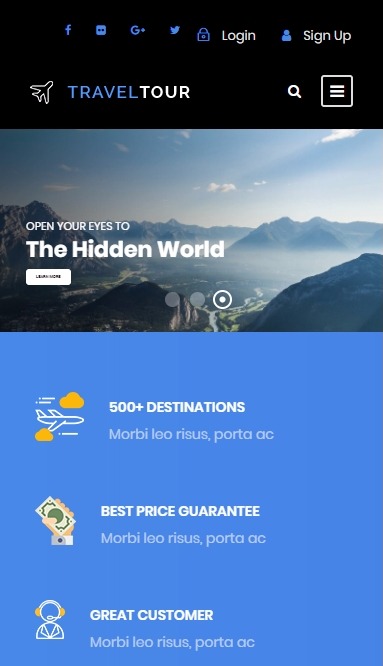 Login Sign Up
TRAVELTOUR
OPEN YOUR EYES TO
The Hidden World
LEARN MORE
500+ DESTINATIONS
Morbi leo risus, porta ac
BEST PRICE GUARANTEE
Morbi leo risus, porta ac
GREAT CUSTOMER
Morbi leo risus, porta ac